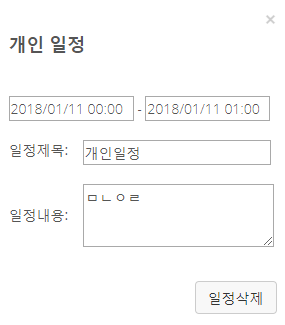 ×
개인 일정
2018/01/11 00:00 - 2018/01/11 01:00
일정제목: 개인일정
일정내용: ㅁㄴㅇㄹ
일정삭제